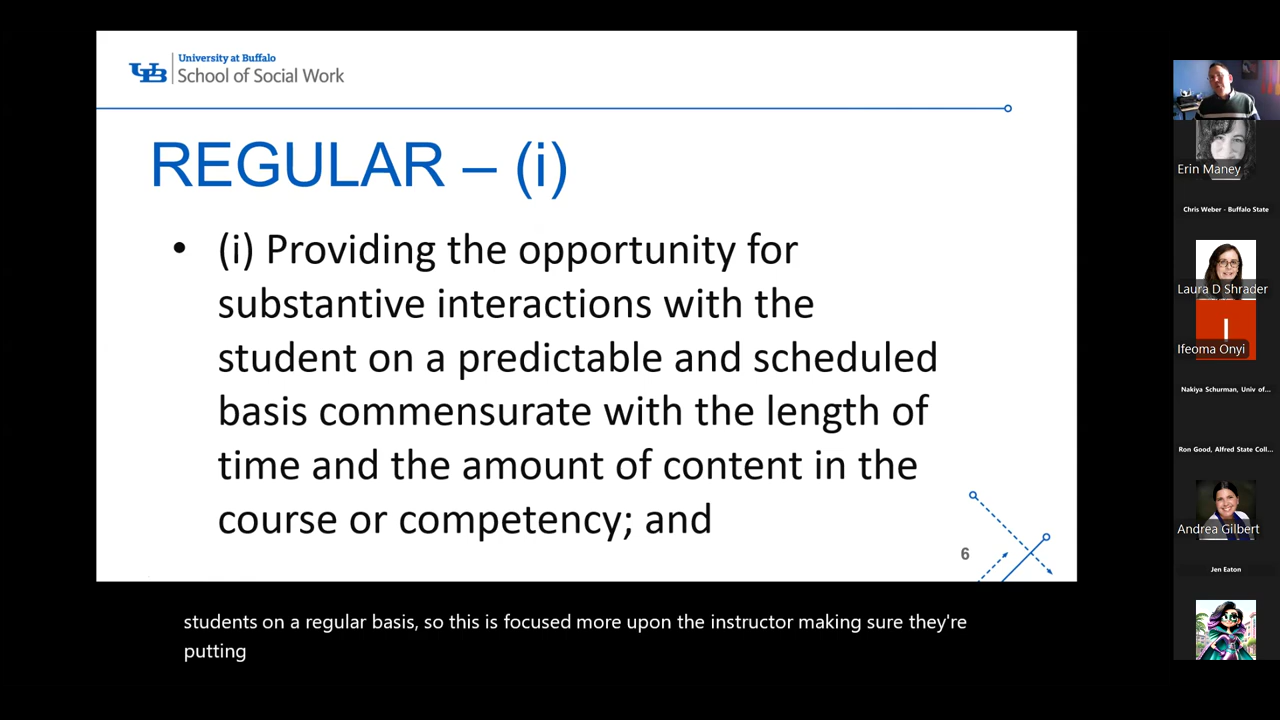 University at Buffalo
School of Social Work
REGULAR – (i)
• (i) Providing the opportunity for
substantive interactions with the
student on a predictable and scheduled
basis commensurate with the length of
time and the amount of content in the
course or competency; and
6
students on a regular basis, so this is focused more upon the instructor making sure they're
putting
Erin Maney
Chris Weber - Buffalo State
Laura D Shrader
I
Ifeoma Onyi
Nakiya Schurman, Univ of...
Ron Good, Alfred State Coll...
Andrea Gilbert
Jen Eaton